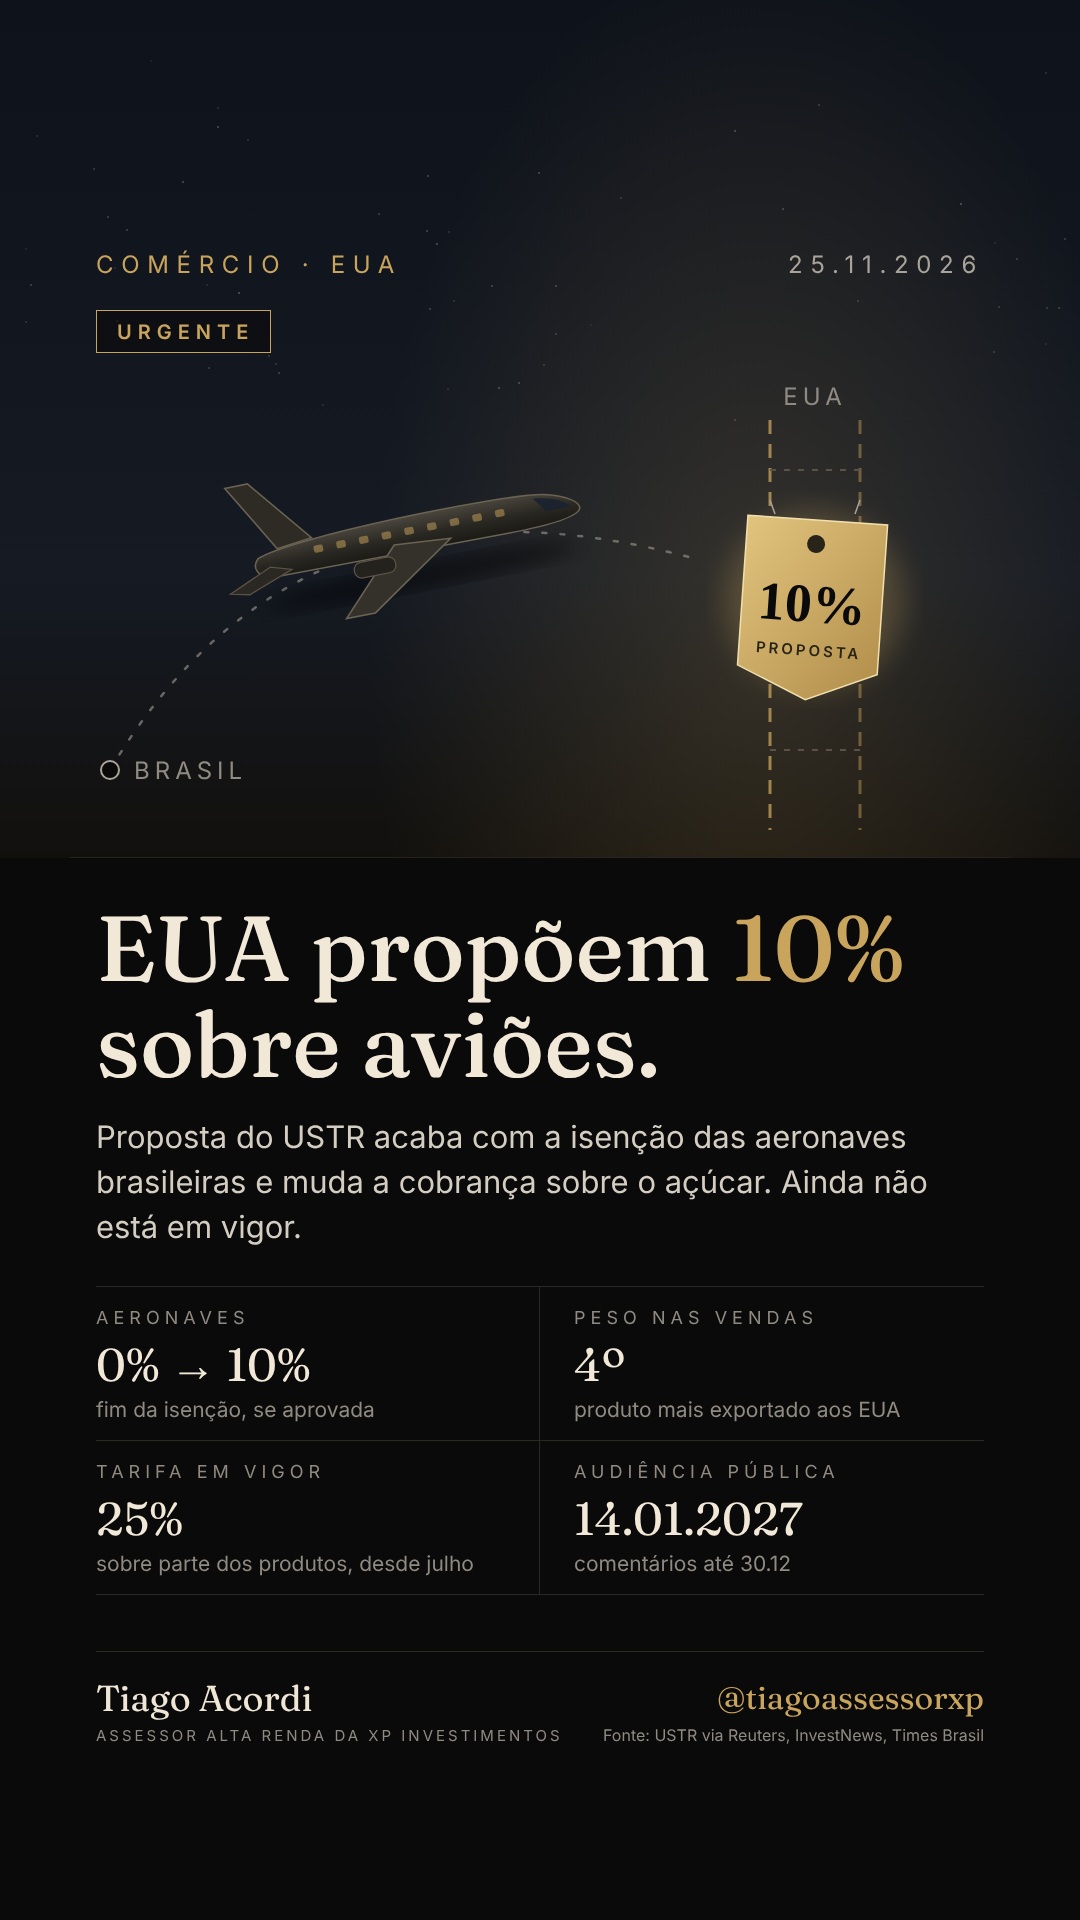 COMÉRCIO · EUA
25.11.2026
URGENTE
EUA
10%
PROPOSTA
BRASIL
EUA propõem 10%
sobre aviões.
Proposta do USTR acaba com a isenção das aeronaves
brasileiras e muda a cobrança sobre o açúcar. Ainda não
está em vigor.
AERONAVES
0% → 10%
fim da isenção, se aprovada
PESO NAS VENDAS
4º
produto mais exportado aos EUA
TARIFA EM VIGOR
25%
sobre parte dos produtos, desde julho
AUDIÊNCIA PÚBLICA
14.01.2027
comentários até 30.12
Tiago Acordi
ASSESSOR ALTA RENDA DA XP INVESTIMENTOS
@tiagoassessorxp
Fonte: USTR via Reuters, InvestNews, Times Brasil